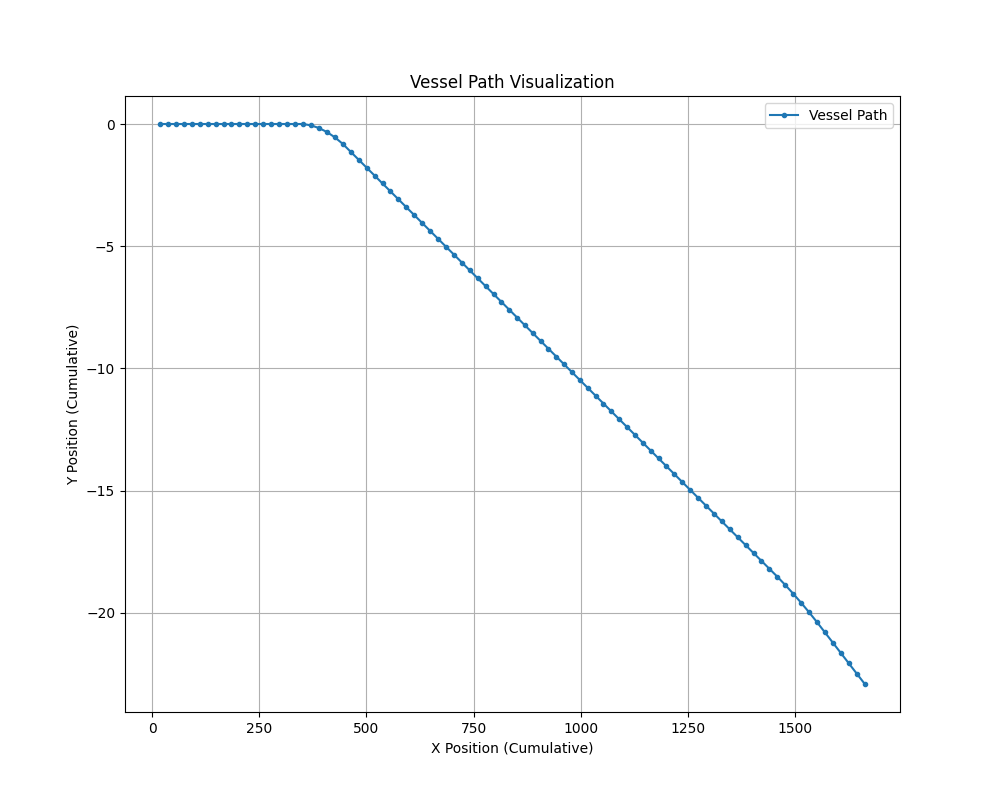 Vessel Path Visualization
Vessel Path
0
−5
−10
−15
−20
Y Position (Cumulative)
0 250 500 750 1000 1250 1500
X Position (Cumulative)